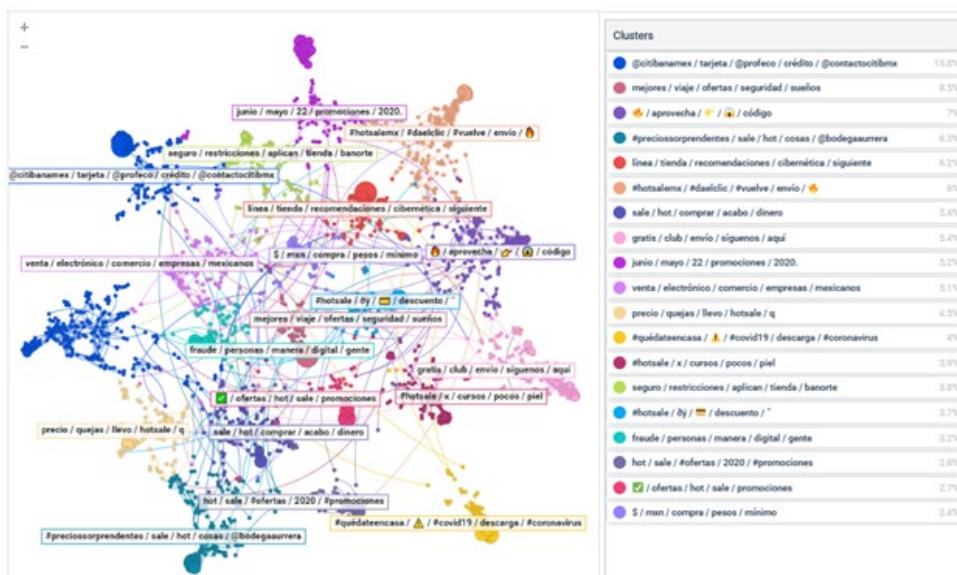 +
−
junio / mayo / 22 / promociones / 2020.
#hotsalemx / #daelclic / #vuelve / envío / 🔥
seguro / restricciones / aplican / tienda / banorte
@citibanamex / tarjeta / @profeco / crédito / @contactocitibmx
línea / tienda / recomendaciones / cibernética / siguiente
$ / mxn / compra / pesos / mínimo
🔥 / aprovecha / 👉 / 😱 / código
venta / electrónico / comercio / empresas / mexicanos
#hotsale / ðÿ / 💳 / descuento / ˜
mejores / viaje / ofertas / seguridad / sueños
fraude / personas / manera / digital / gente
gratis / club / envío / síguenos / aquí
✅ / ofertas / hot / sale / promociones
#hotsale / x / cursos / pocos / piel
precio / quejas / llevo / hotsale / q
sale / hot / comprar / acabo / dinero
hot / sale / #ofertas / 2020 / #promociones
#quédateencasa / ⚠️ / #covid19 / descarga / #coronavirus
#preciossorprendentes / sale / hot / cosas / @bodegaaurrera
Clusters
@citibanamex / tarjeta / @profeco / crédito / @contactocitibmx 13.8%
mejores / viaje / ofertas / seguridad / sueños 8.5%
🔥 / aprovecha / 👉 / 😱 / código 7%
#preciossorprendentes / sale / hot / cosas / @bodegaaurrera 6.3%
línea / tienda / recomendaciones / cibernética / siguiente 6.2%
#hotsalemx / #daelclic / #vuelve / envío / 🔥 6%
sale / hot / comprar / acabo / dinero 5.4%
gratis / club / envío / síguenos / aquí 5.4%
junio / mayo / 22 / promociones / 2020. 5.2%
venta / electrónico / comercio / empresas / mexicanos 5.1%
precio / quejas / llevo / hotsale / q 4.5%
#quédateencasa / ⚠️ / #covid19 / descarga / #coronavirus 4%
#hotsale / x / cursos / pocos / piel 3.9%
seguro / restricciones / aplican / tienda / banorte 3.8%
#hotsale / ðÿ / 💳 / descuento / ˜ 3.7%
fraude / personas / manera / digital / gente 3.2%
hot / sale / #ofertas / 2020 / #promociones 2.8%
✅ / ofertas / hot / sale / promociones 2.7%
$ / mxn / compra / pesos / mínimo 2.4%